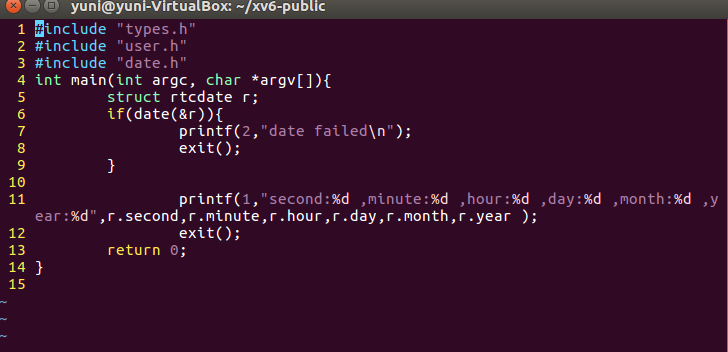 yuni@yuni-VirtualBox: ~/xv6-public
1 #include "types.h"
2 #include "user.h"
3 #include "date.h"
4 int main(int argc, char *argv[]){
5         struct rtcdate r;
6         if(date(&r)){
7                 printf(2,"date failed\n");
8                 exit();
9         }
10
11                 printf(1,"second:%d ,minute:%d ,hour:%d ,day:%d ,month:%d ,y
ear:%d",r.second,r.minute,r.hour,r.day,r.month,r.year );
12                 exit();
13         return 0;
14 }
15
~
~
~